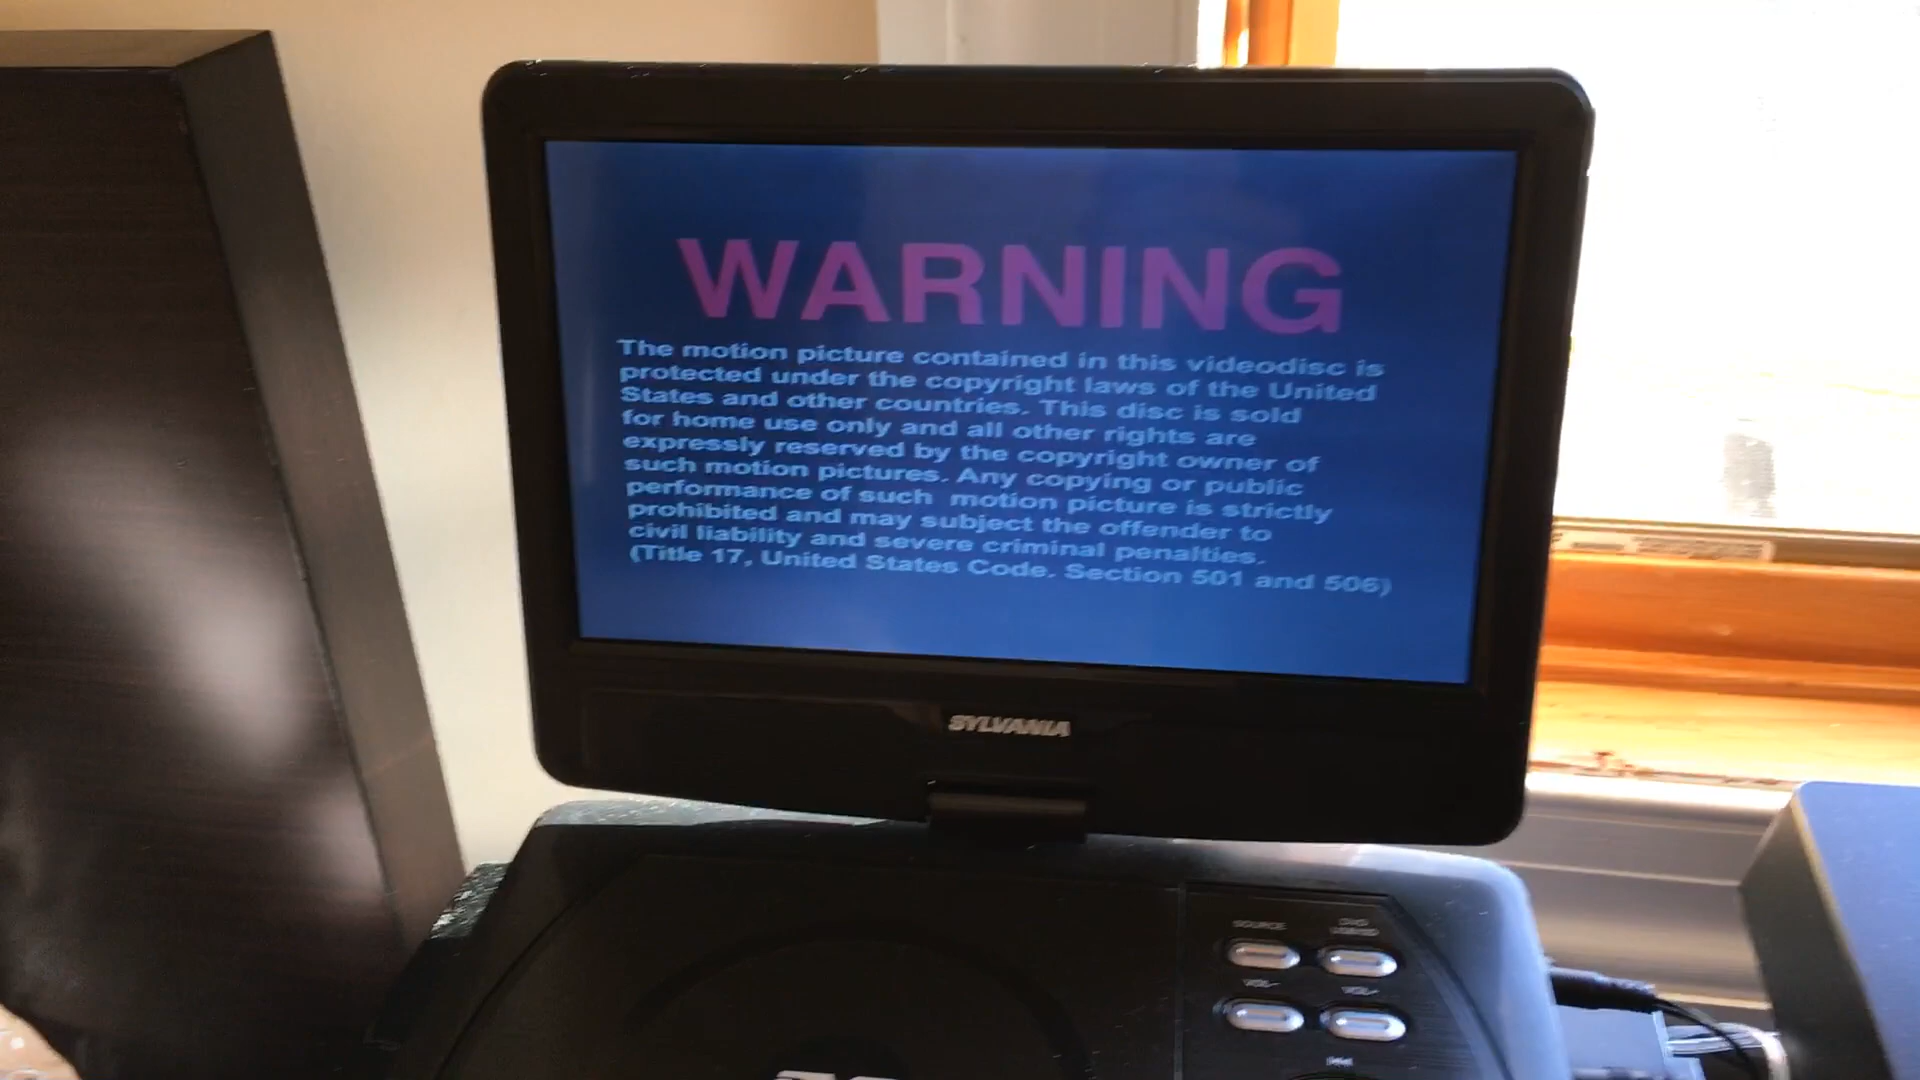 WARNING
The motion picture contained in this videodisc is
protected under the copyright laws of the United
States and other countries. This disc is sold
for home use only and all other rights are
expressly reserved by the copyright owner of
such motion pictures. Any copying or public
performance of such motion picture is strictly
prohibited and may subject the offender to
civil liability and severe criminal penalties.
(Title 17, United States Code. Section 501 and 506)
SYLVANIA
SOURCE
VOL-